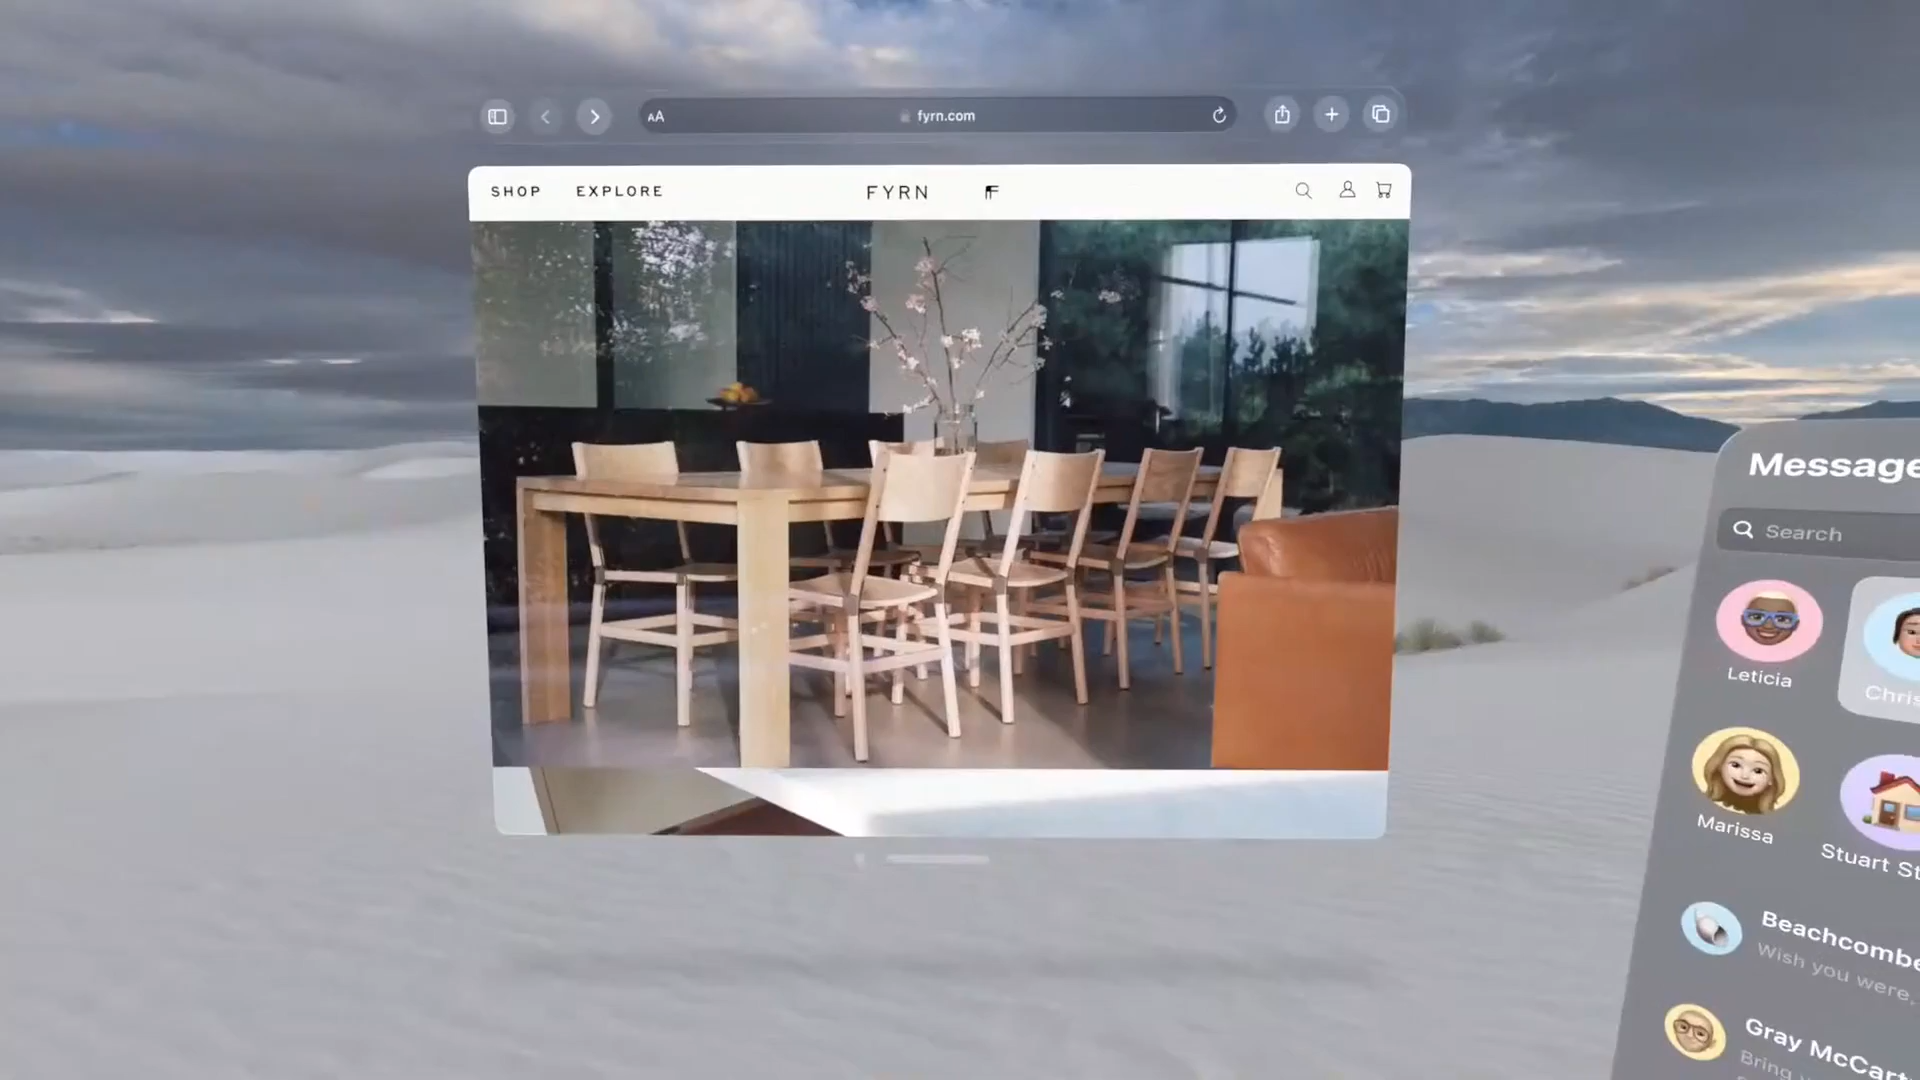 AA
fyrn.com
SHOP
EXPLORE
FYRN
Message
Search
Leticia
Chris
Marissa
Stuart St
Beachcombe
Wish you were,
Gray McCart
Bring